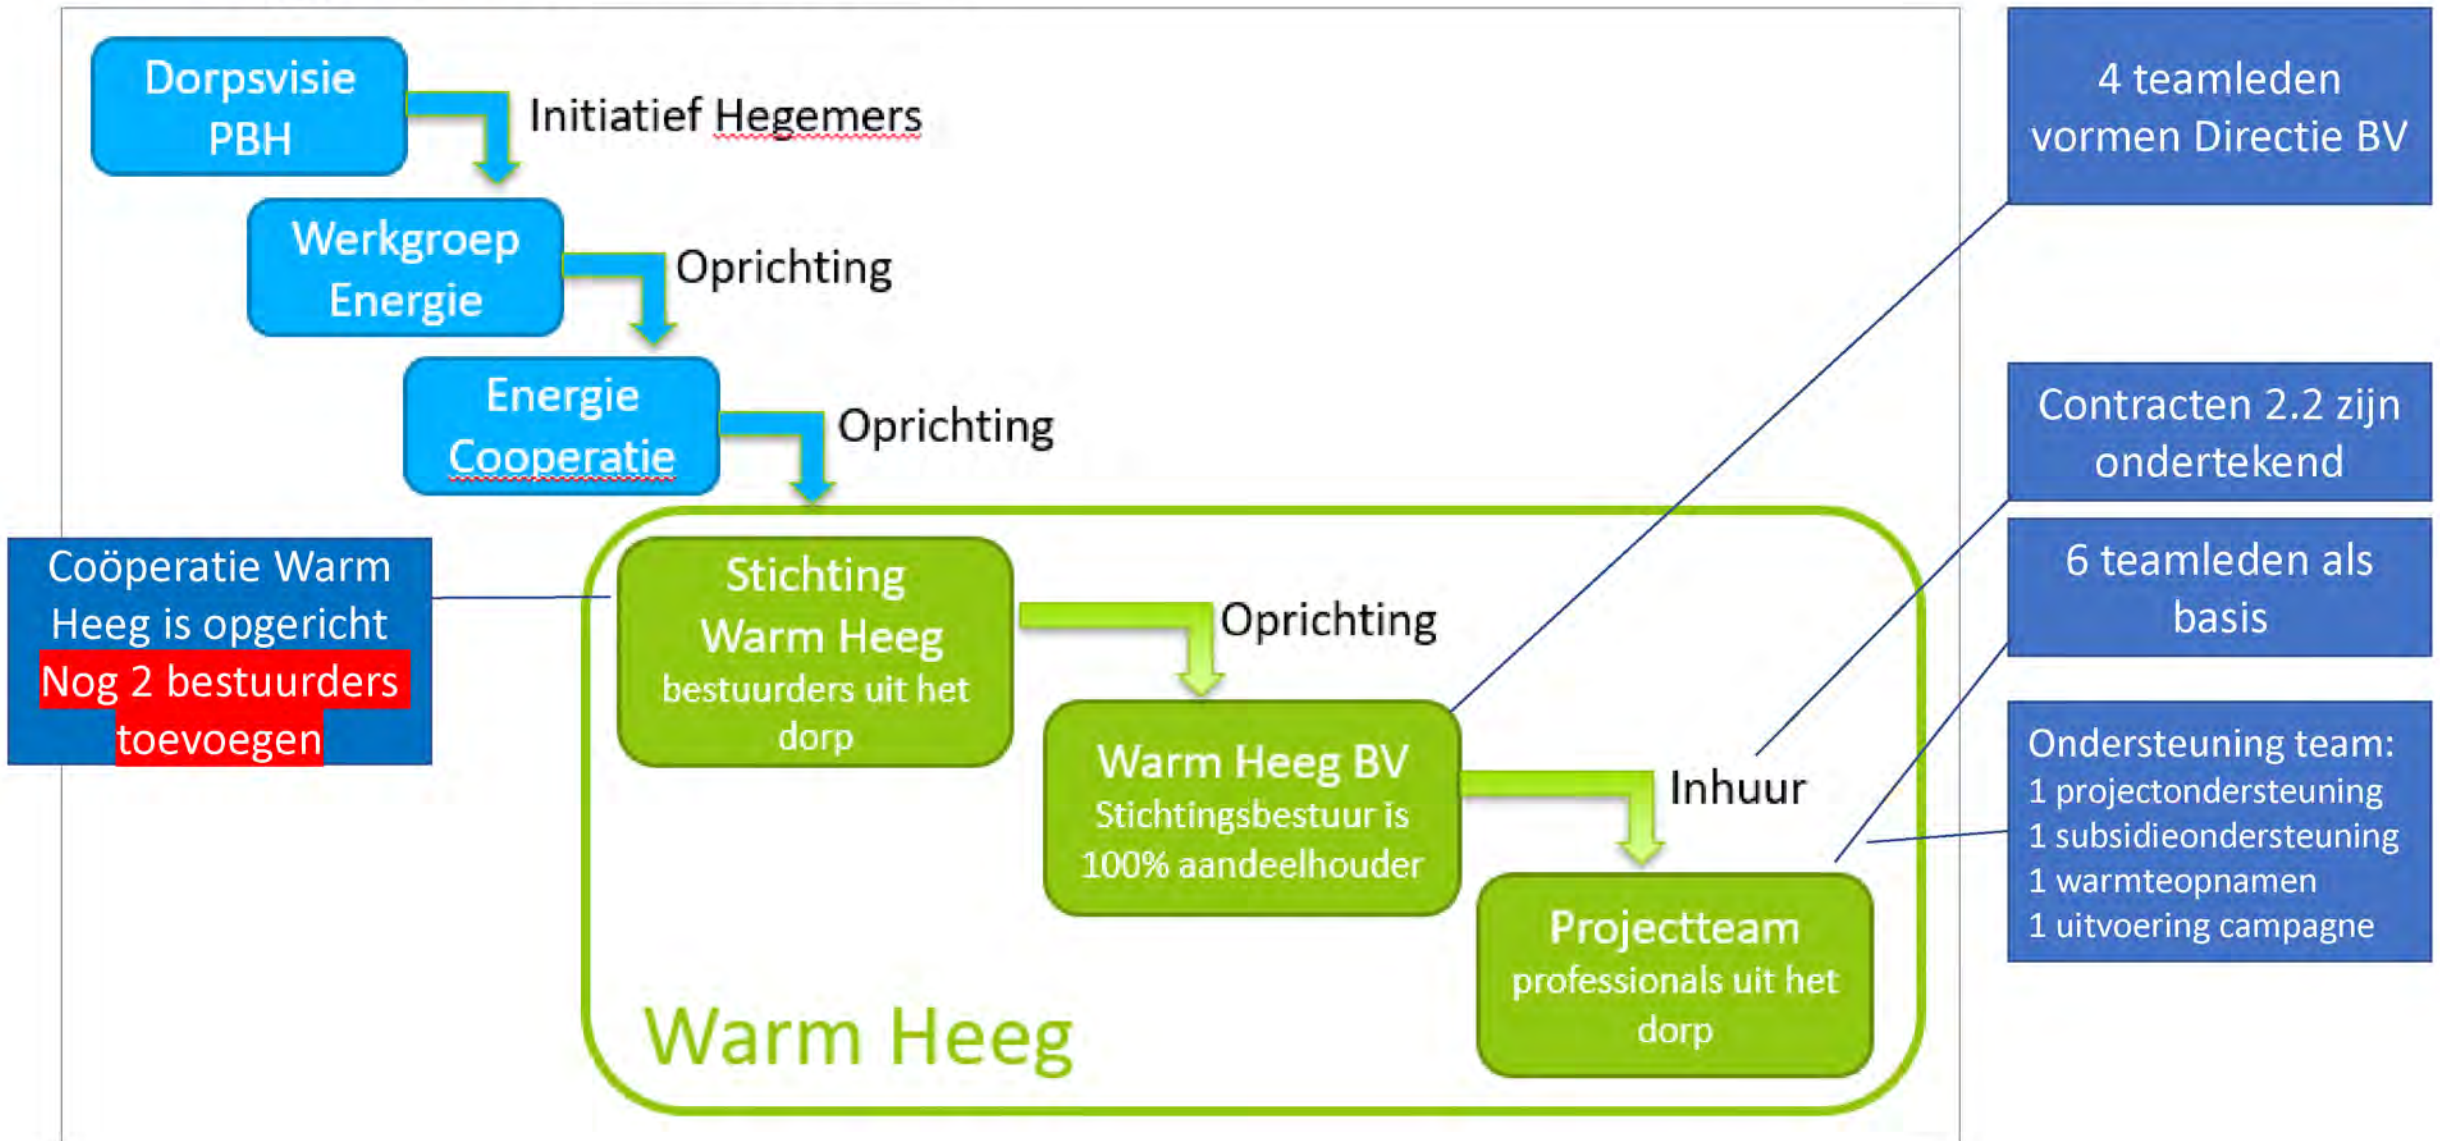 Dorpsvisie
PBH
Initiatief Hegemers
Werkgroep
Energie
Oprichting
Energie
Cooperatie
Oprichting
Coöperatie Warm
Heeg is opgericht
Nog 2 bestuurders
toevoegen
Stichting
Warm Heeg
bestuurders uit het
dorp
Oprichting
Warm Heeg BV
Stichtingsbestuur is
100% aandeelhouder
Inhuur
Projectteam
professionals uit het
dorp
Warm Heeg
4 teamleden
vormen Directie BV
Contracten 2.2 zijn
ondertekend
6 teamleden als
basis
Ondersteuning team:
1 projectondersteuning
1 subsidieondersteuning
1 warmteopnamen
1 uitvoering campagne